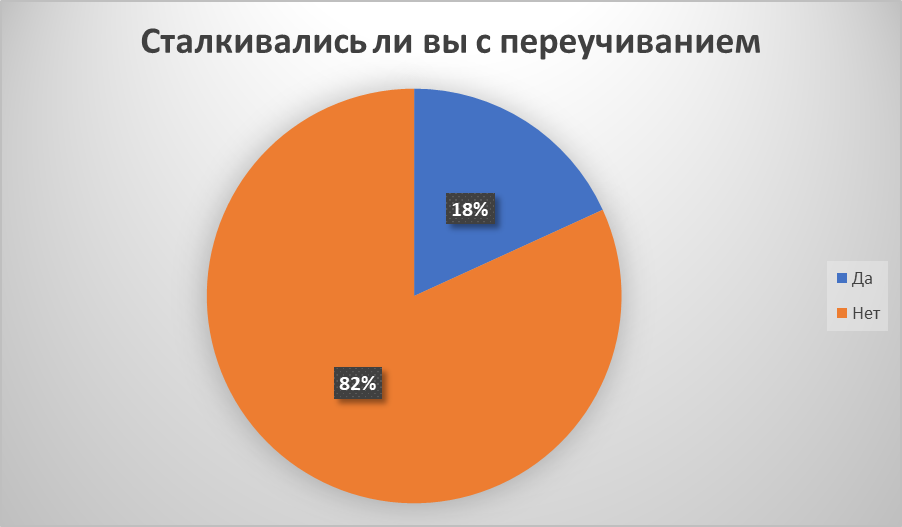 Сталкивались ли вы с переучиванием
18%
82%
Да
Нет